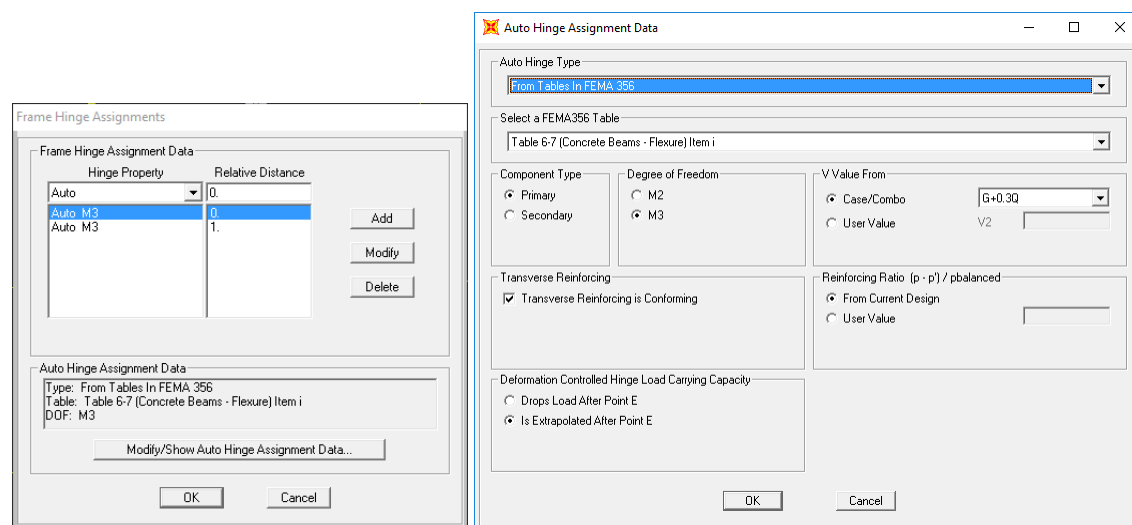 Frame Hinge Assignments
Frame Hinge Assignment Data
Hinge Property
Relative Distance
Auto
0.
Auto M3
0.
Auto M3
1.
Add
Modify
Delete
Auto Hinge Assignment Data
Type: From Tables In FEMA 356
Table: Table 6-7 (Concrete Beams - Flexure) Item i
DOF: M3
Modify/Show Auto Hinge Assignment Data...
OK
Cancel
Auto Hinge Assignment Data
Auto Hinge Type
From Tables In FEMA 356
Select a FEMA356 Table
Table 6-7 (Concrete Beams - Flexure) Item i
Component Type
Primary
Secondary
Degree of Freedom
M2
M3
V Value From
Case/Combo
G+0.3Q
User Value
V2
Transverse Reinforcing
Transverse Reinforcing is Conforming
Reinforcing Ratio (p - p') / pbalanced
From Current Design
User Value
Deformation Controlled Hinge Load Carrying Capacity
Drops Load After Point E
Is Extrapolated After Point E
OK
Cancel